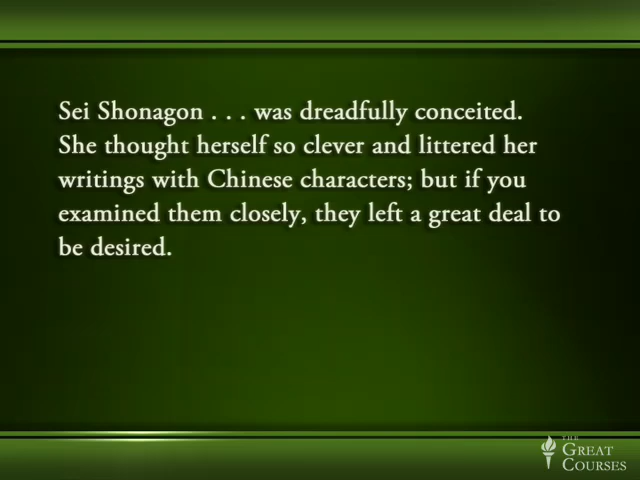 Sei Shonagon . . . was dreadfully conceited.
She thought herself so clever and littered her
writings with Chinese characters; but if you
examined them closely, they left a great deal to
be desired.
THE
GREAT
COURSES